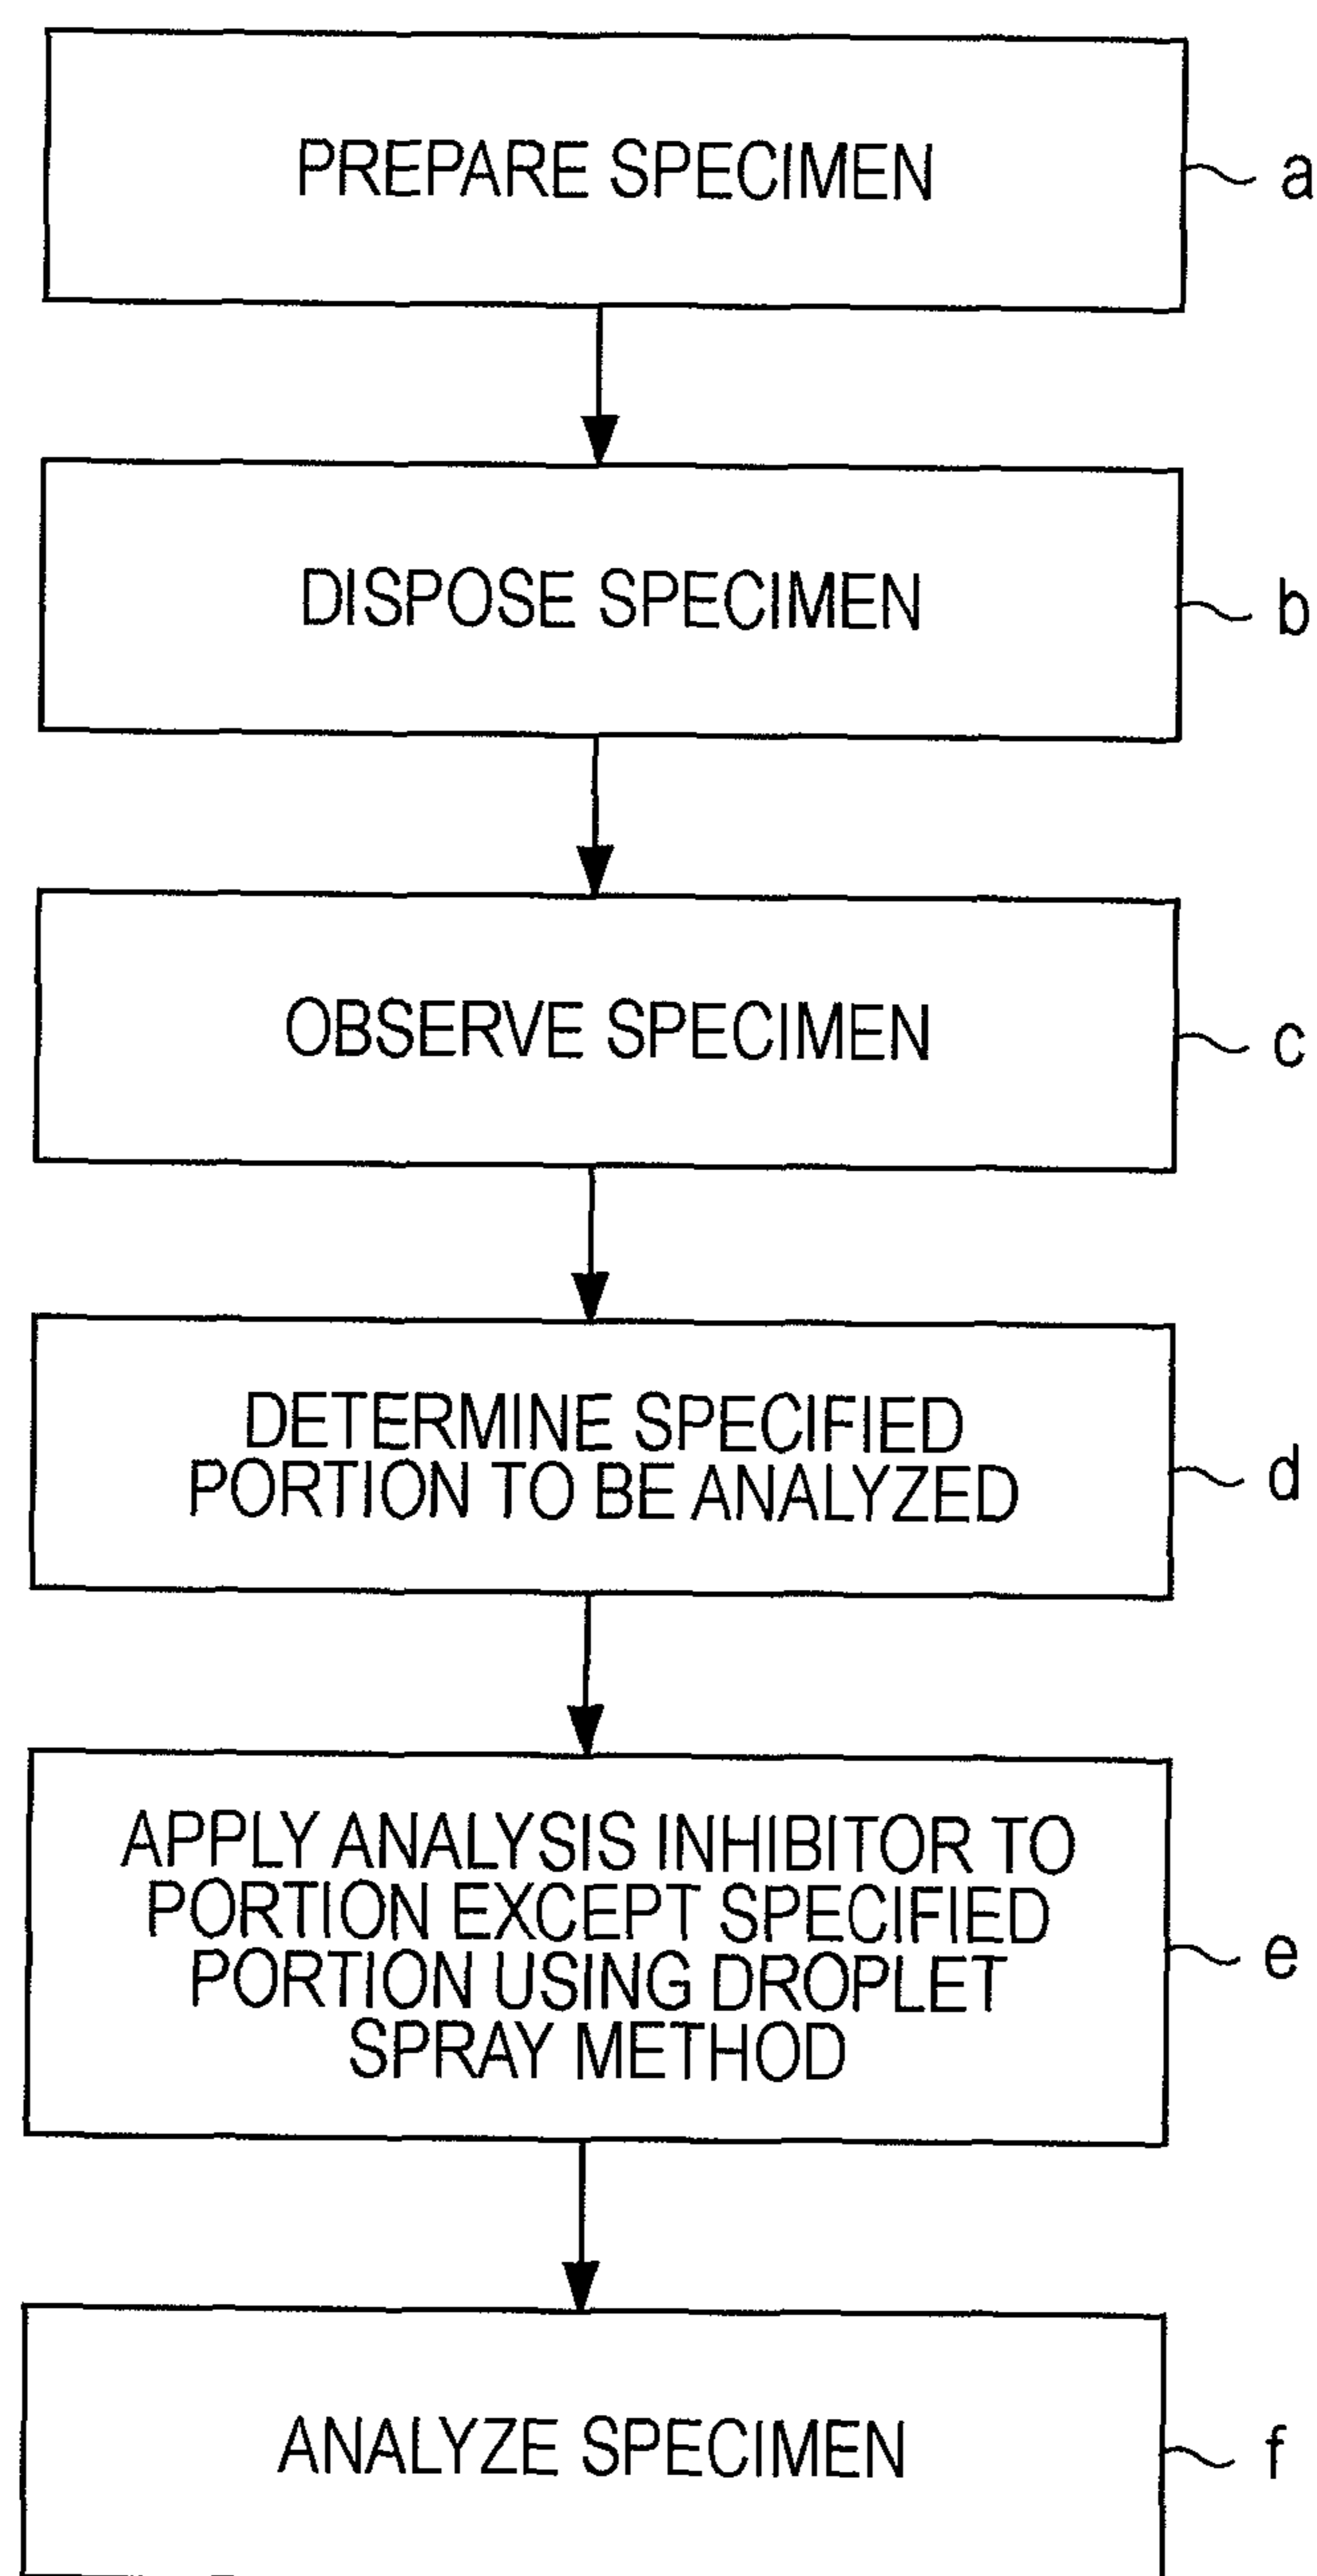 PREPARE SPECIMEN
a
DISPOSE SPECIMEN
b
OBSERVE SPECIMEN
c
DETERMINE SPECIFIED
PORTION TO BE ANALYZED
d
APPLY ANALYSIS INHIBITOR TO
PORTION EXCEPT SPECIFIED
PORTION USING DROPLET
SPRAY METHOD
e
ANALYZE SPECIMEN
f